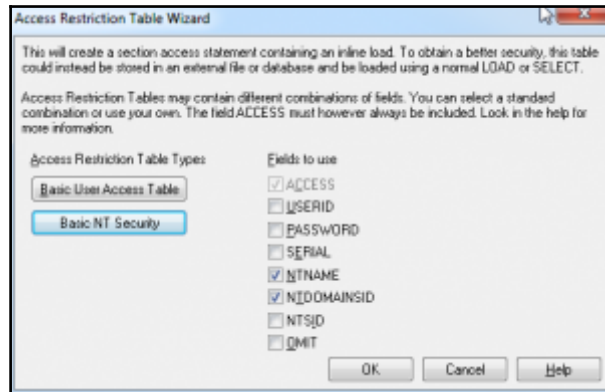 Access Restriction Table Wizard
This will create a section access statement containing an inline load. To obtain a better security, this table
could instead be stored in an external file or database and be loaded using a normal LOAD or SELECT.
Access Restriction Tables may contain different combinations of fields. You can select a standard
combination or use your own. The field ACCESS must however always be included. Look in the help for
more information.
Access Restriction Table Types:
Fields to use
Basic User Access Table
Basic NT Security
ACCESS
USERID
PASSWORD
SERIAL
NTNAME
NTDOMAINSID
NTSID
OMIT
OK Cancel Help